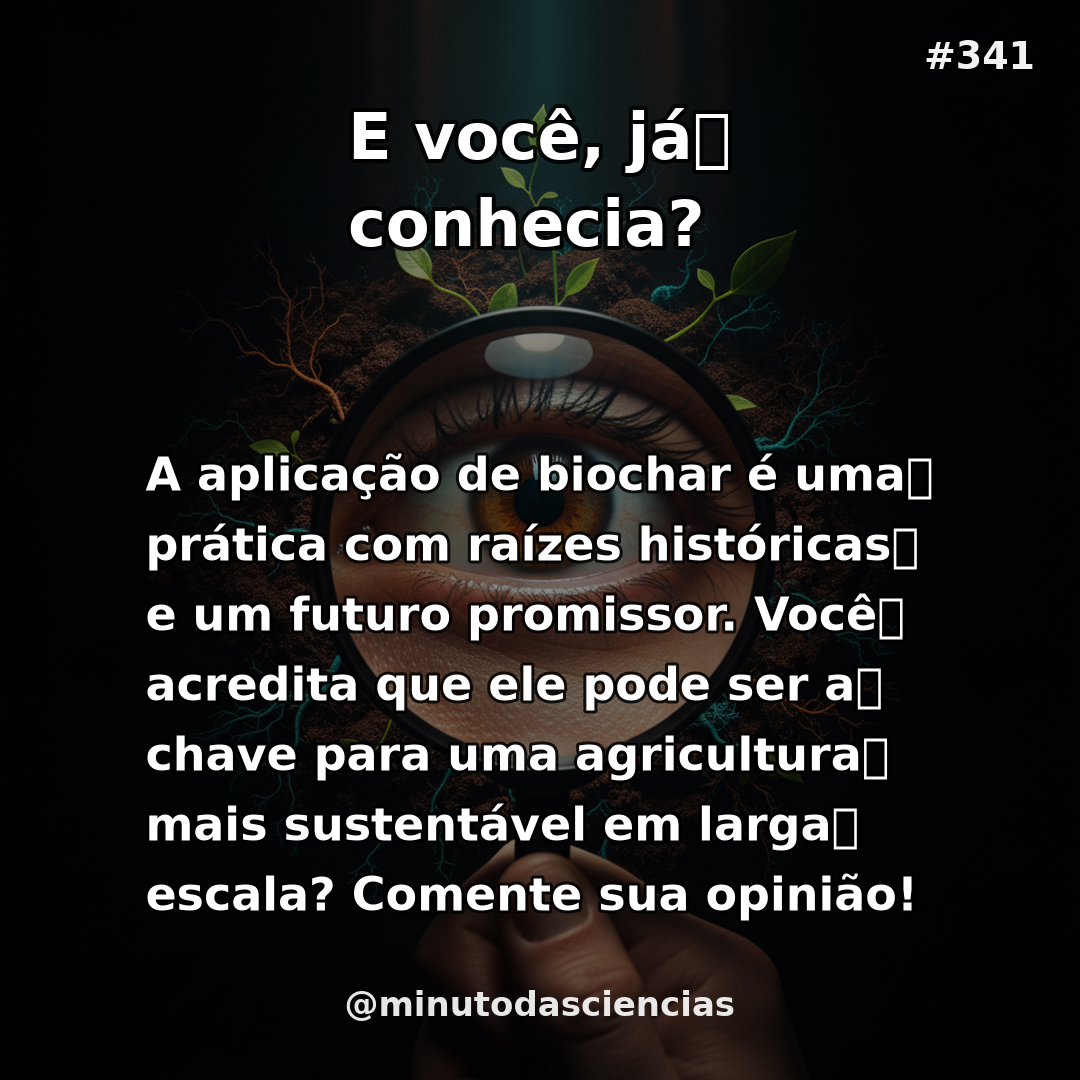 #341
E você, já
conhecia?
A aplicação de biochar é uma
prática com raízes históricas
e um futuro promissor. Você
acredita que ele pode ser a
chave para uma agricultura
mais sustentável em larga
escala? Comente sua opinião!
@minutodasciencias